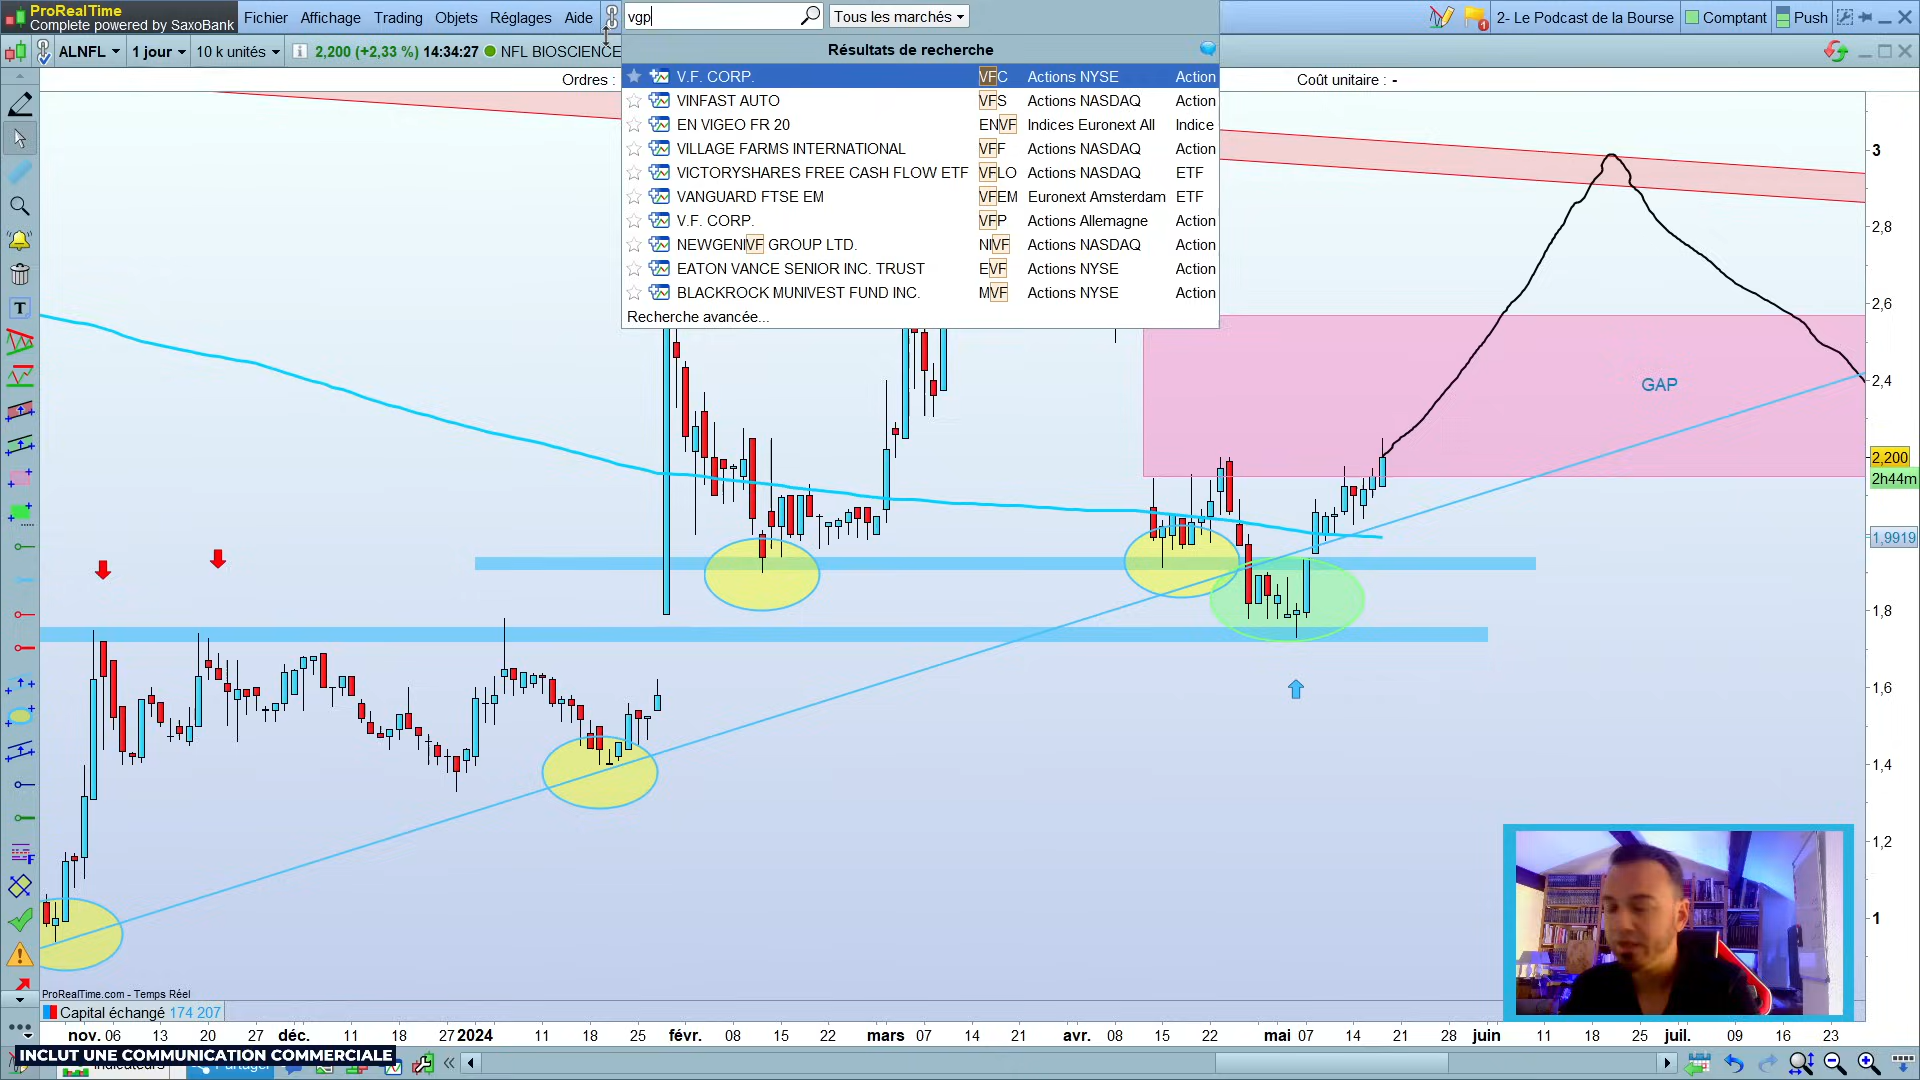 ProRealTime
Complete powered by SaxoBank
Fichier Affichage Trading Objets Réglages Aide
vgp
Tous les marchés
1
2- Le Podcast de la Bourse
Comptant
Push
ALNFL
1 jour
10 k unités
2,200 (+2,33 %) 14:34:27
NFL BIOSCIENCE
Résultats de recherche
Ordres :
Coût unitaire : -
V.F. CORP. VFC Actions NYSE Action
VINFAST AUTO VFS Actions NASDAQ Action
EN VIGEO FR 20 ENVF Indices Euronext All Indice
VILLAGE FARMS INTERNATIONAL VFF Actions NASDAQ Action
VICTORYSHARES FREE CASH FLOW ETF VFLO Actions NASDAQ ETF
VANGUARD FTSE EM VFEM Euronext Amsterdam ETF
V.F. CORP. VFP Actions Allemagne Action
NEWGENIVF GROUP LTD. NIVF Actions NASDAQ Action
EATON VANCE SENIOR INC. TRUST EVF Actions NYSE Action
BLACKROCK MUNIVEST FUND INC. MVF Actions NYSE Action
Recherche avancée...
3
2,8
2,6
2,4
GAP
2,200
2h44m
1,9919
1,8
1,6
1,4
1,2
1
ProRealTime.com - Temps Réel
Capital échangé 174 207
nov. 06 13 20 27 déc. 11 18 27 2024 11 18 25 févr. 08 15 22 mars 07 14 21 avr. 08 15 22 mai 07 14 21 28 juin 11 18 25 juil. 09 16 23
INCLUT UNE COMMUNICATION COMMERCIALE